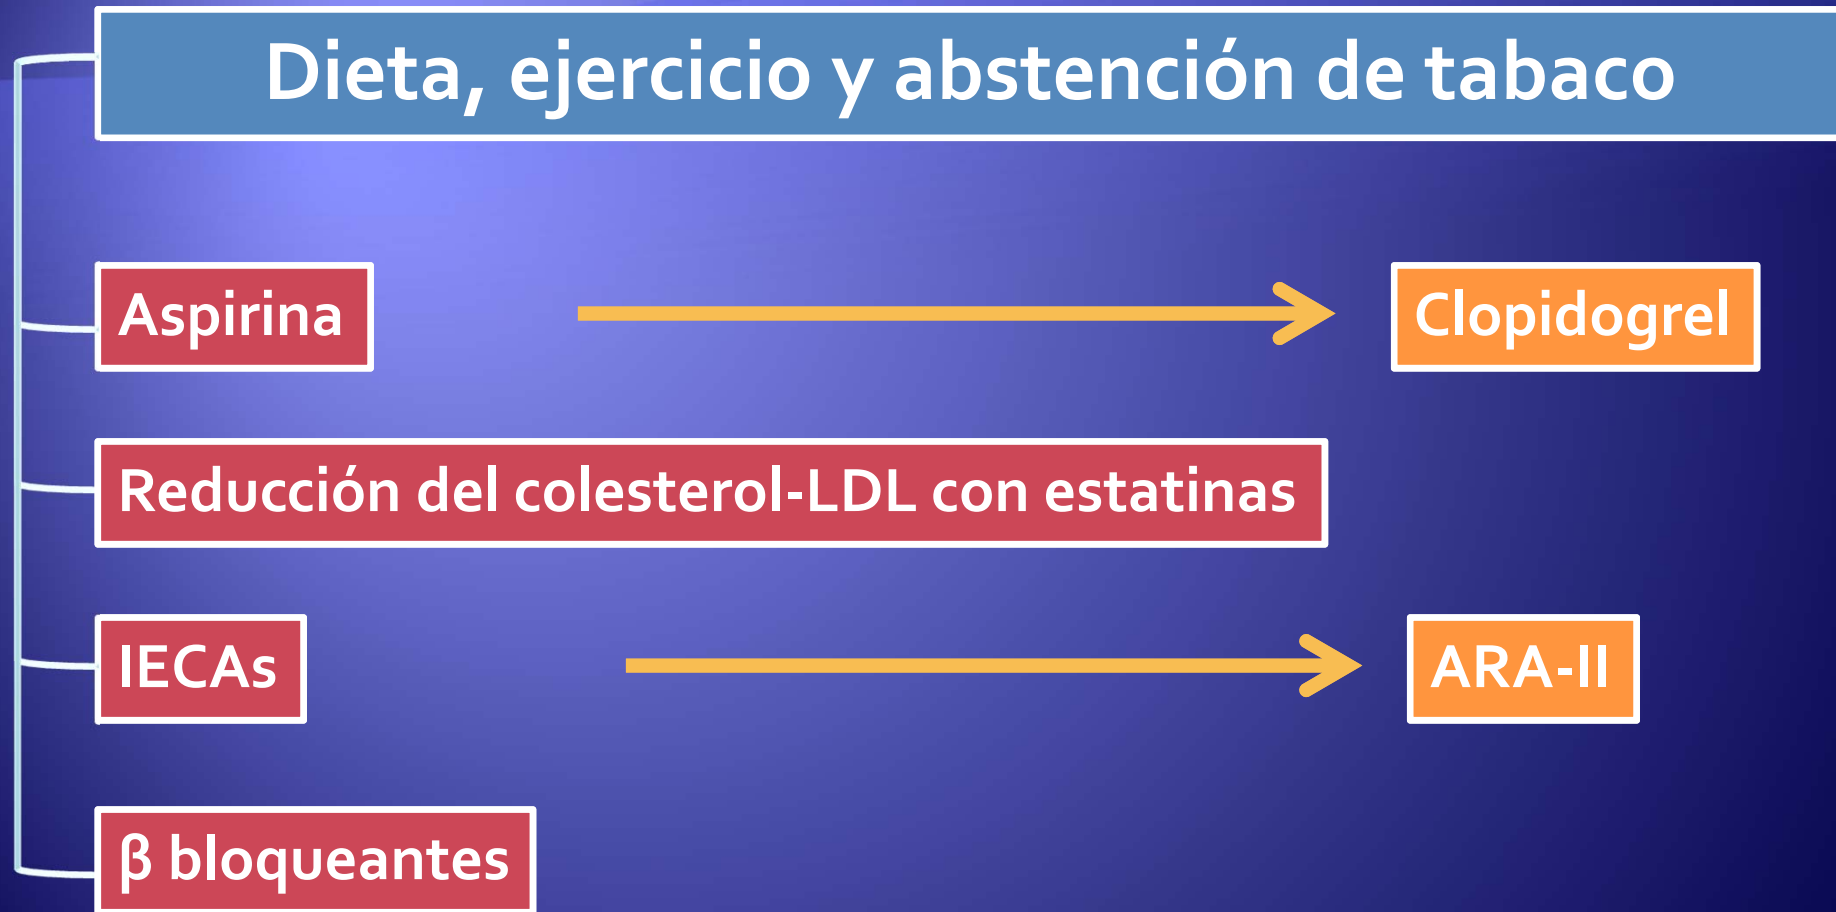 Dieta, ejercicio y abstención de tabaco
Aspirina
Clopidogrel
Reducción del colesterol-LDL con estatinas
IECAs
ARA-II
β bloqueantes